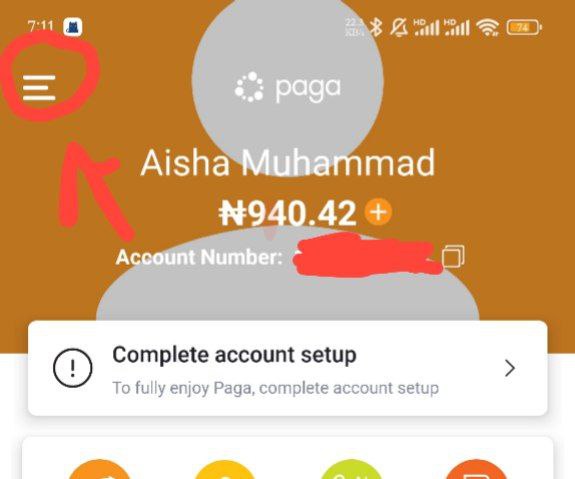 7:11 22.3 KB/s HD HD 74
paga
Aisha Muhammad
₦940.42
Account Number:
Complete account setup
To fully enjoy Paga, complete account setup